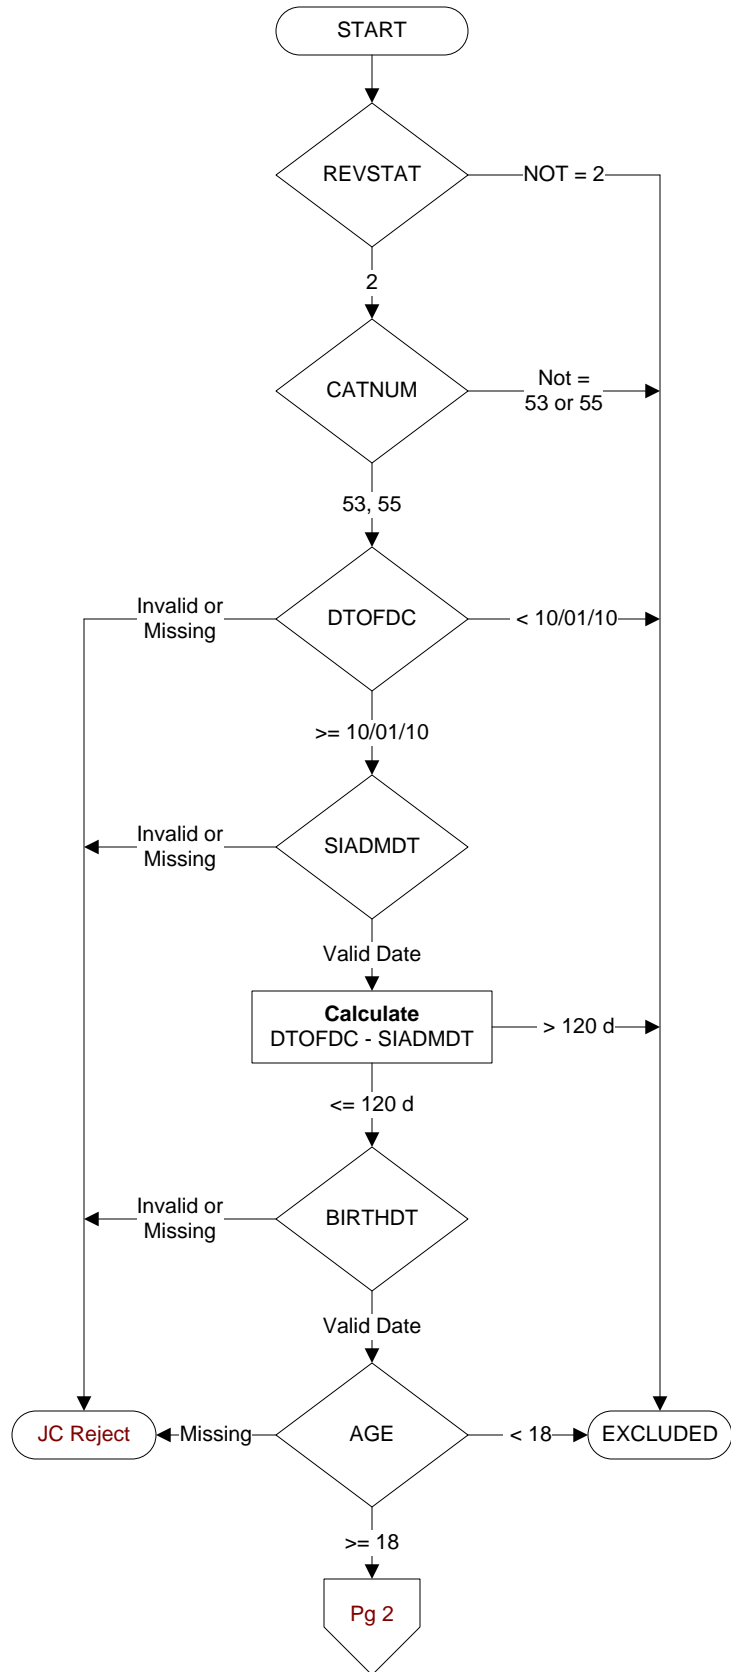 START
REVSTAT
NOT = 2
2
CATNUM
Not =
53 or 55
53, 55
Invalid or
Missing
DTOFDC
< 10/01/10
>= 10/01/10
Invalid or
Missing
SIADMDT
Valid Date
Calculate
DTOFDC - SIADMDT
> 120 d
<= 120 d
Invalid or
Missing
BIRTHDT
Valid Date
JC Reject
Missing
AGE
< 18
EXCLUDED
>= 18
Pg 2